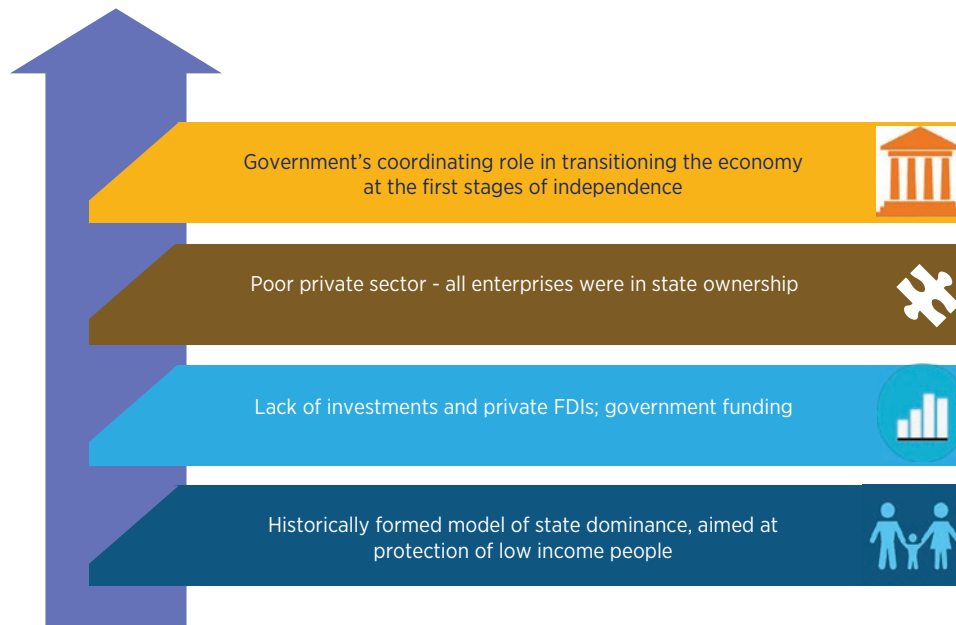 Government’s coordinating role in transitioning the economy
at the first stages of independence
Poor private sector - all enterprises were in state ownership
Lack of investments and private FDIs; government funding
Historically formed model of state dominance, aimed at
protection of low income people